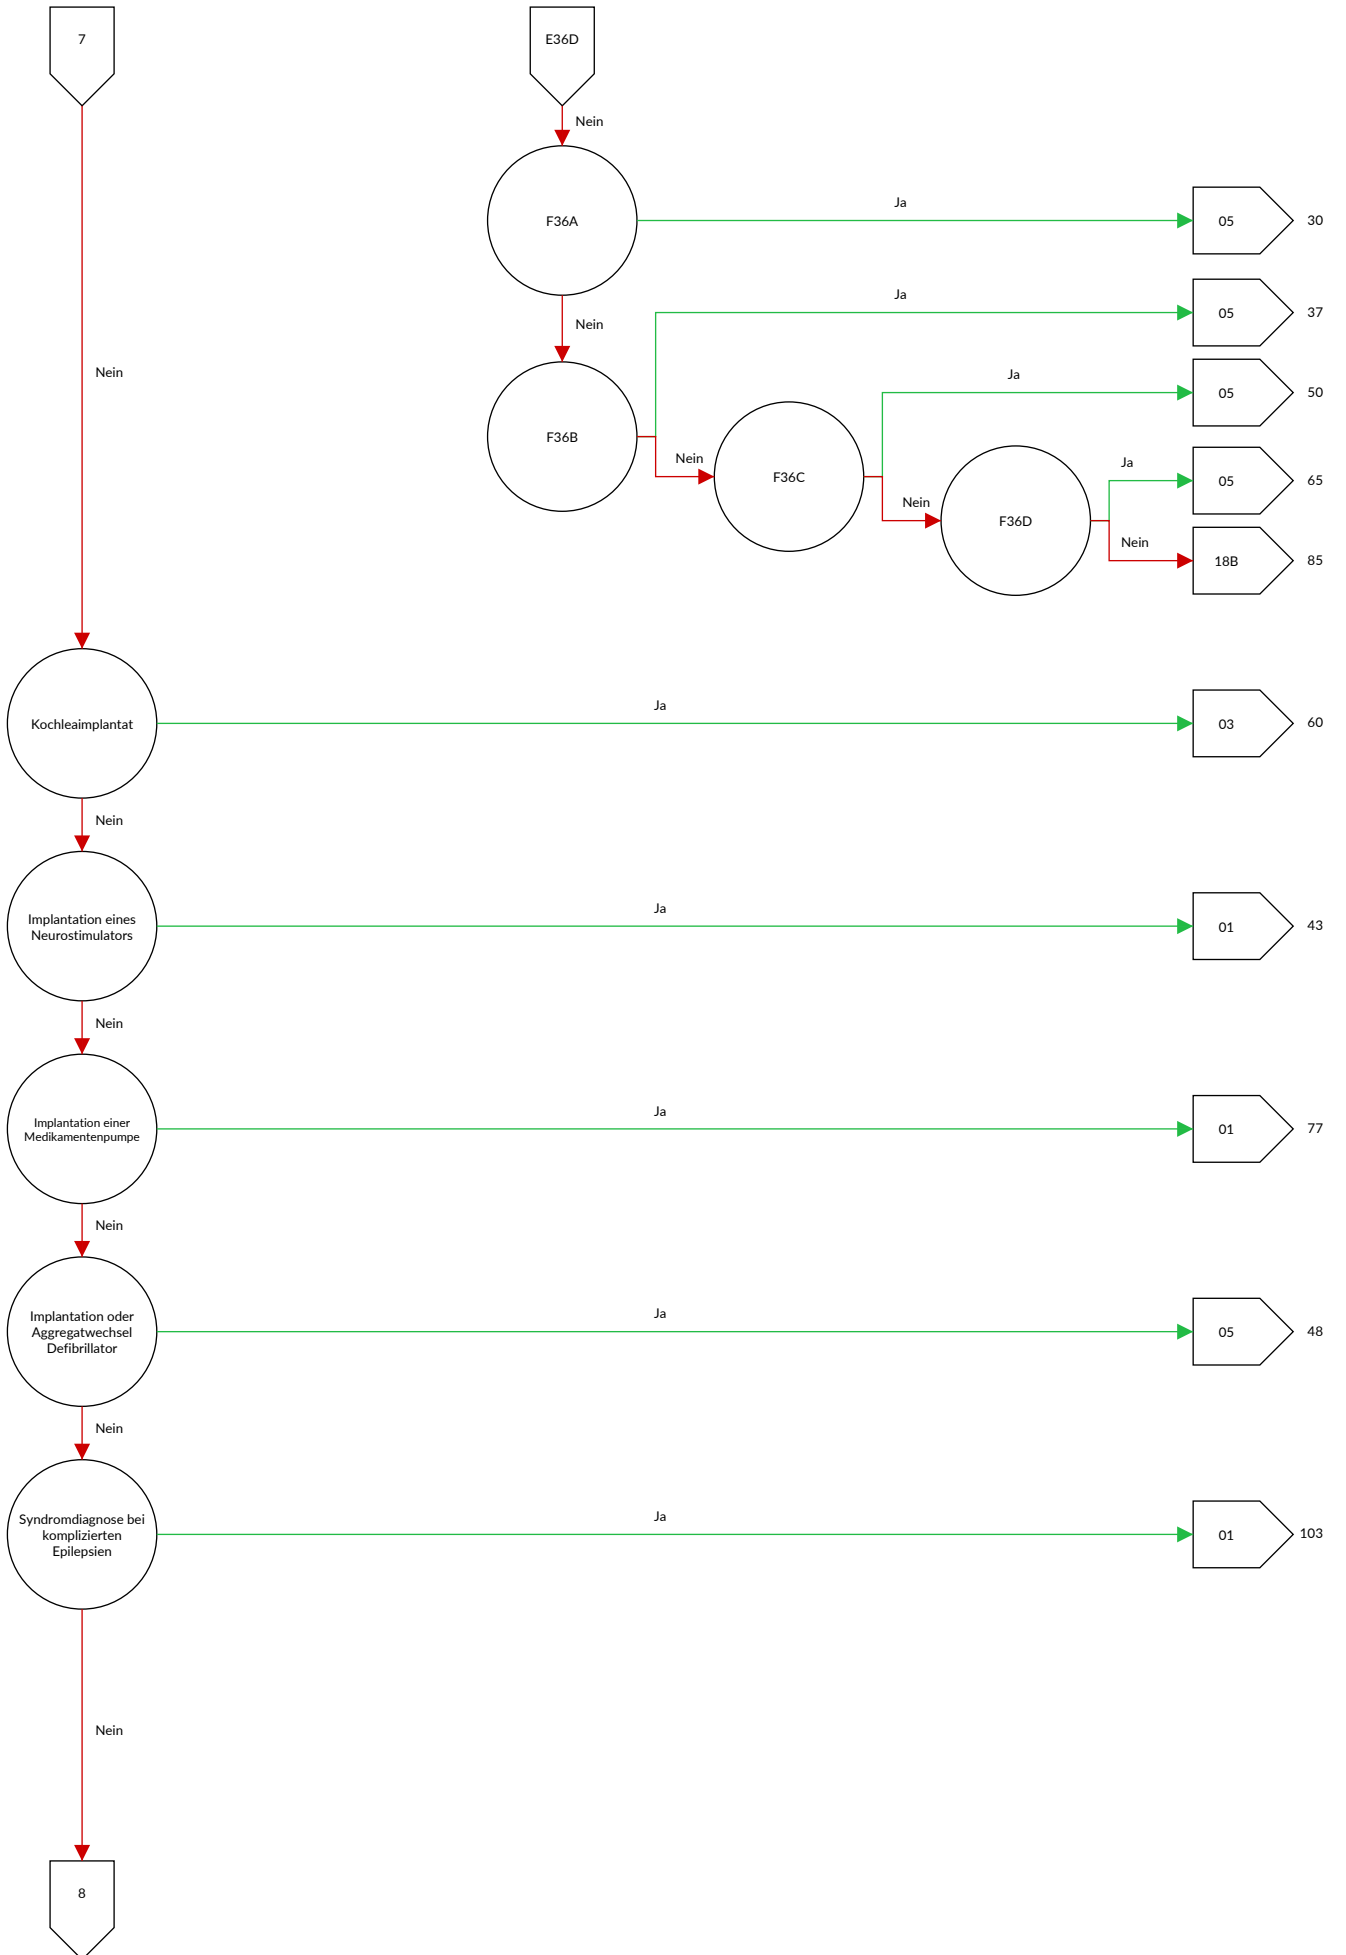 7
E36D
Nein
F36A
Ja
05
30
Nein
Ja
05
37
Nein
Ja
05
50
F36B
Nein
F36C
Ja
05
65
Nein
F36D
Nein
18B
85
Kochleaimplantat
Ja
03
60
Nein
Implantation eines
Neurostimulators
Ja
01
43
Nein
Implantation einer
Medikamentenpumpe
Ja
01
77
Nein
Implantation oder
Aggregatwechsel
Defibrillator
Ja
05
48
Nein
Syndromdiagnose bei
komplizierten
Epilepsien
Ja
01
103
Nein
8